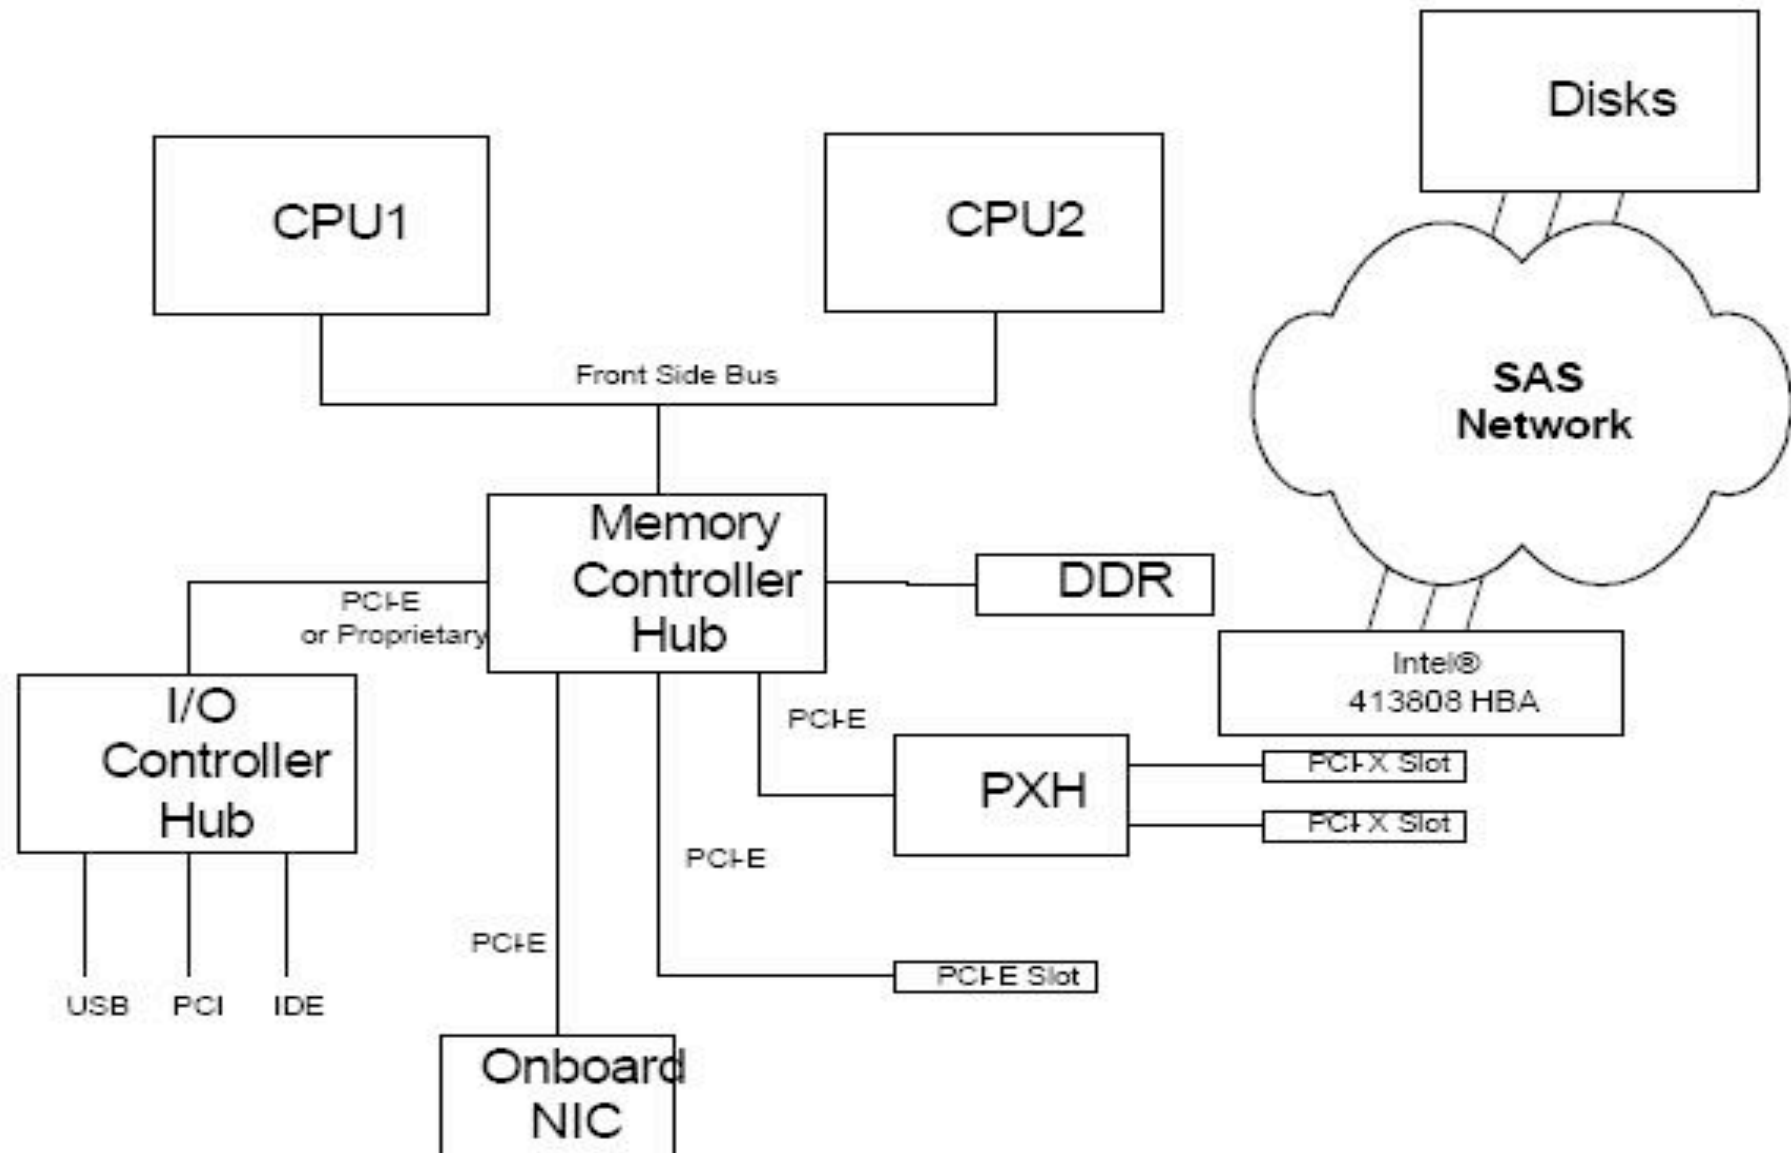 Disks
CPU1
CPU2
Front Side Bus
SAS
Network
Memory
Controller
Hub
DDR
PCI-E
or Proprietary
Intel®
413808 HBA
I/O
Controller
Hub
PCI-E
PXH
PCI-X Slot
PCI-X Slot
PCI-E
PCI-E
PCI-E Slot
USB
PCI
IDE
Onboard
NIC